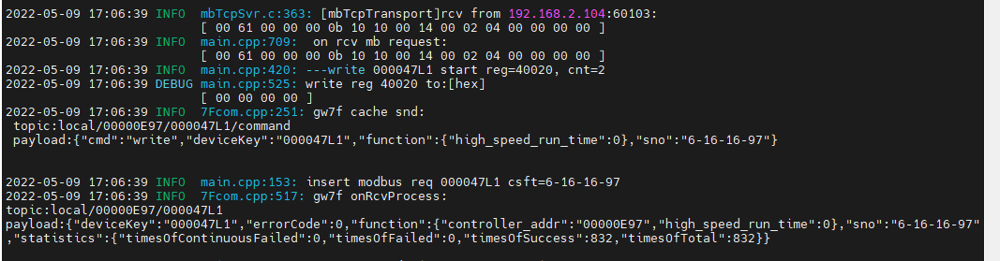 2022-05-09 17:06:39 INFO  mbTcpSvr.c:363: [mbTcpTransport]rcv from 192.168.2.104:60103:
[ 00 61 00 00 00 0b 10 10 00 14 00 02 04 00 00 00 00 ]
2022-05-09 17:06:39 INFO  main.cpp:709:  on rcv mb request:
[ 00 61 00 00 00 0b 10 10 00 14 00 02 04 00 00 00 00 ]
2022-05-09 17:06:39 INFO  main.cpp:420: ---write 000047L1 start reg=40020, cnt=2
2022-05-09 17:06:39 DEBUG main.cpp:525: write reg 40020 to:[hex]
[ 00 00 00 00 ]
2022-05-09 17:06:39 INFO  7Fcom.cpp:251: gw7f cache snd:
topic:local/00000E97/000047L1/command
payload:{"cmd":"write","deviceKey":"000047L1","function":{"high_speed_run_time":0},"sno":"6-16-16-97"}
2022-05-09 17:06:39 INFO  main.cpp:153: insert modbus req 000047L1 csft=6-16-16-97
2022-05-09 17:06:39 INFO  7Fcom.cpp:517: gw7f onRcvProcess:
topic:local/00000E97/000047L1
payload:{"deviceKey":"000047L1","errorCode":0,"function":{"controller_addr":"00000E97","high_speed_run_time":0},"sno":"6-16-16-97"
,"statistics":{"timesOfContinuousFailed":0,"timesOfFailed":0,"timesOfSuccess":832,"timesOfTotal":832}}